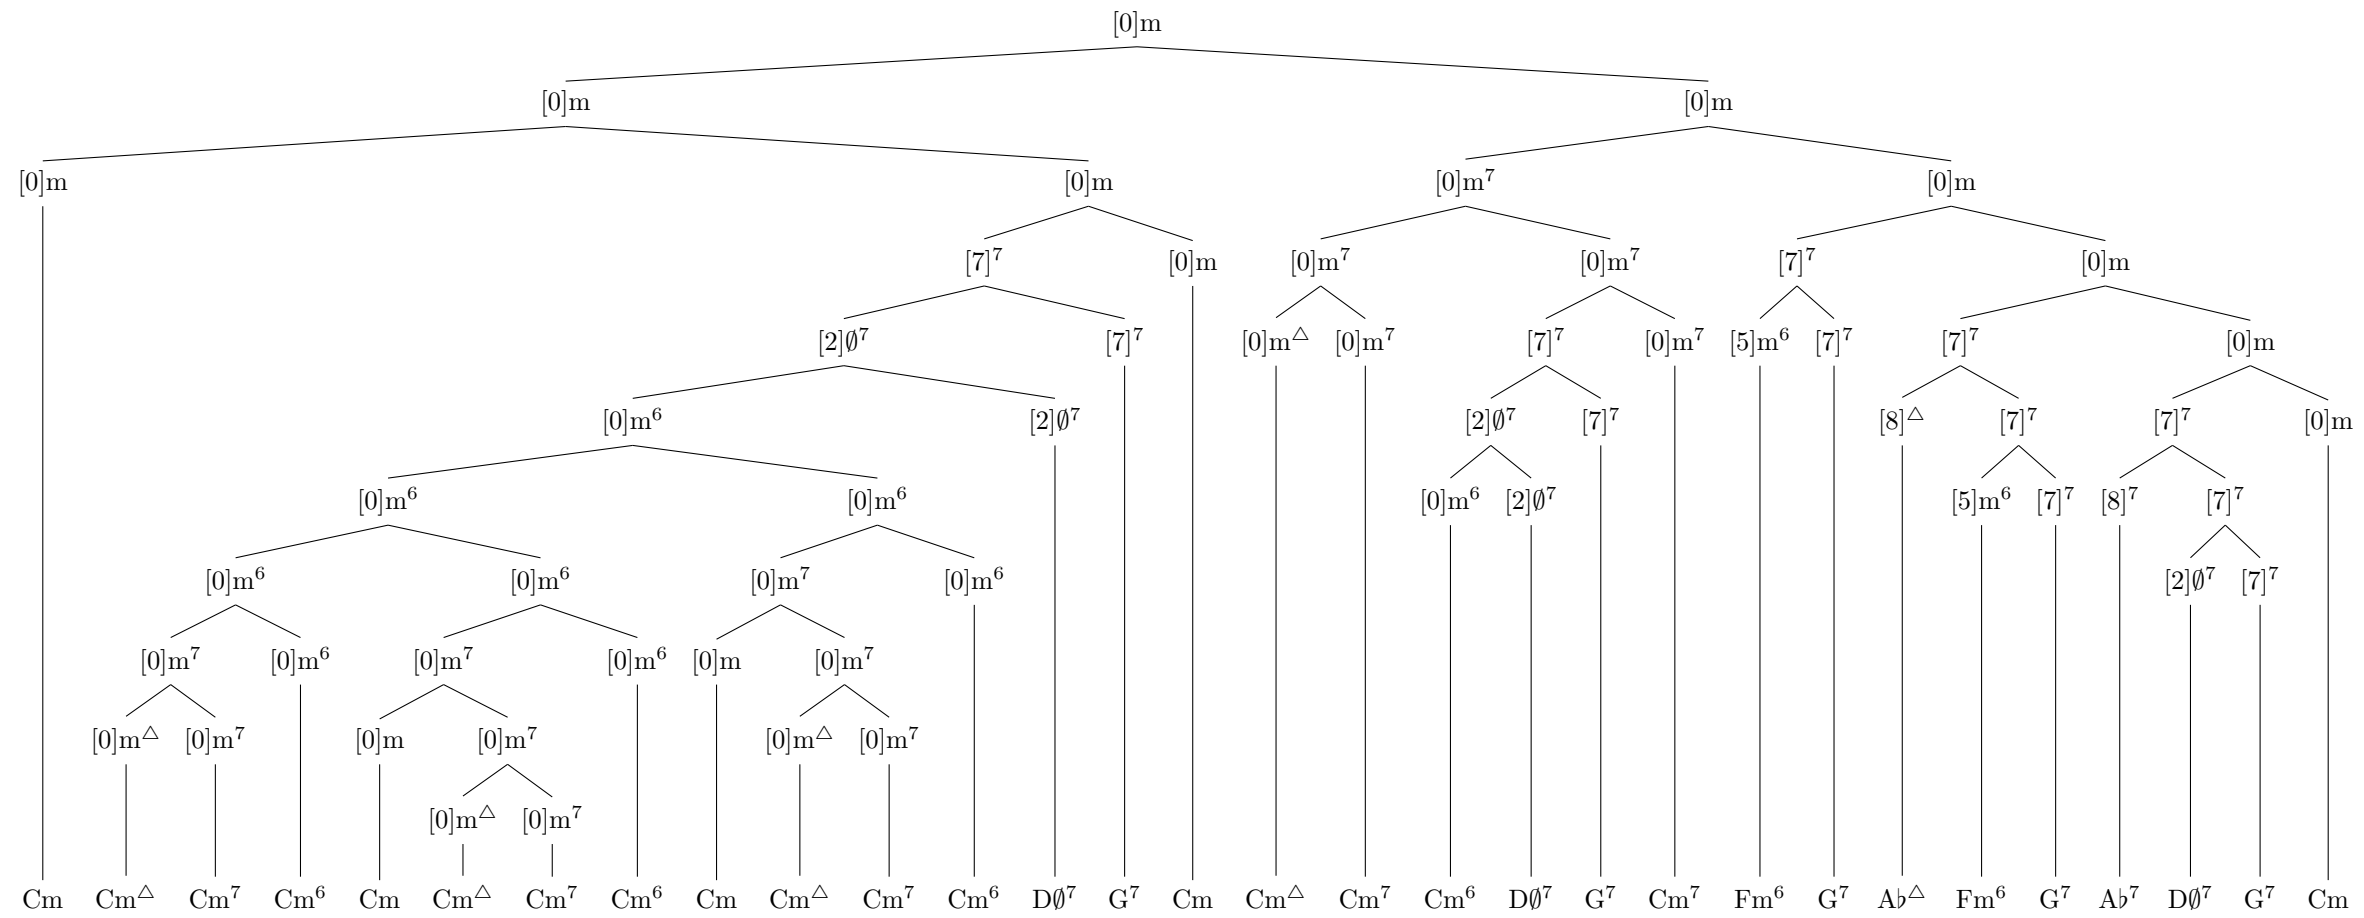 [0]m
[0]m [0]m
[0]m [0]m [0]m⁷ [0]m
[7]⁷ [0]m [0]m⁷ [0]m⁷ [7]⁷ [0]m
[2]∅⁷ [7]⁷ [0]m△ [0]m⁷ [7]⁷ [0]m⁷ [5]m⁶ [7]⁷ [7]⁷ [0]m
[0]m⁶ [2]∅⁷ [2]∅⁷ [7]⁷ [8]△ [7]⁷ [7]⁷ [0]m
[0]m⁶ [0]m⁶ [0]m⁶ [2]∅⁷ [5]m⁶ [7]⁷ [8]⁷ [7]⁷
[0]m⁶ [0]m⁶ [0]m⁷ [0]m⁶ [2]∅⁷ [7]⁷
[0]m⁷ [0]m⁶ [0]m⁷ [0]m⁶ [0]m [0]m⁷
[0]m△ [0]m⁷ [0]m [0]m⁷ [0]m△ [0]m⁷
[0]m△ [0]m⁷
Cm Cm△ Cm⁷ Cm⁶ Cm Cm△ Cm⁷ Cm⁶ Cm Cm△ Cm⁷ Cm⁶ D∅⁷ G⁷ Cm Cm△ Cm⁷ Cm⁶ D∅⁷ G⁷ Cm⁷ Fm⁶ G⁷ A♭△ Fm⁶ G⁷ A♭⁷ D∅⁷ G⁷ Cm